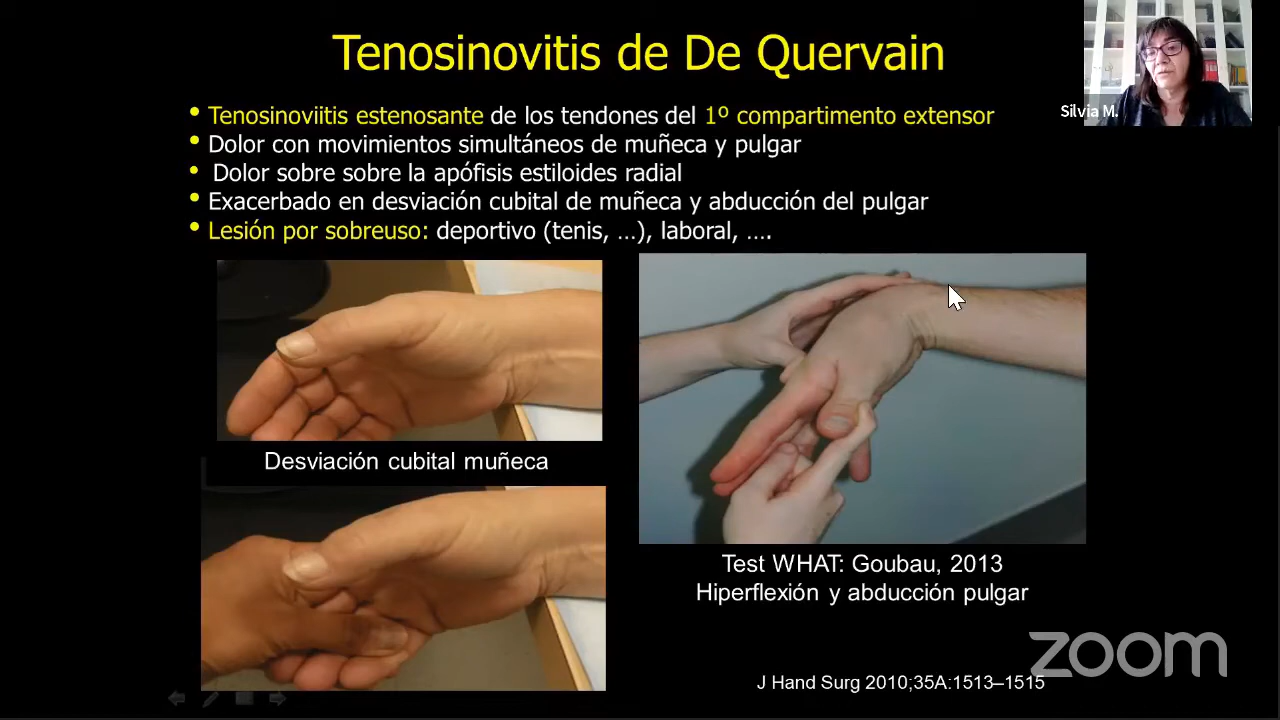 Tenosinovitis de De Quervain
Silvia M.
• Tenosinoviitis estenosante de los tendones del 1º compartimento extensor
• Dolor con movimientos simultáneos de muñeca y pulgar
• Dolor sobre sobre la apófisis estiloides radial
• Exacerbado en desviación cubital de muñeca y abducción del pulgar
• Lesión por sobreuso: deportivo (tenis, ...), laboral, ....
Desviación cubital muñeca
Test WHAT: Goubau, 2013
Hiperflexión y abducción pulgar
zoom
J Hand Surg 2010;35A:1513–1515